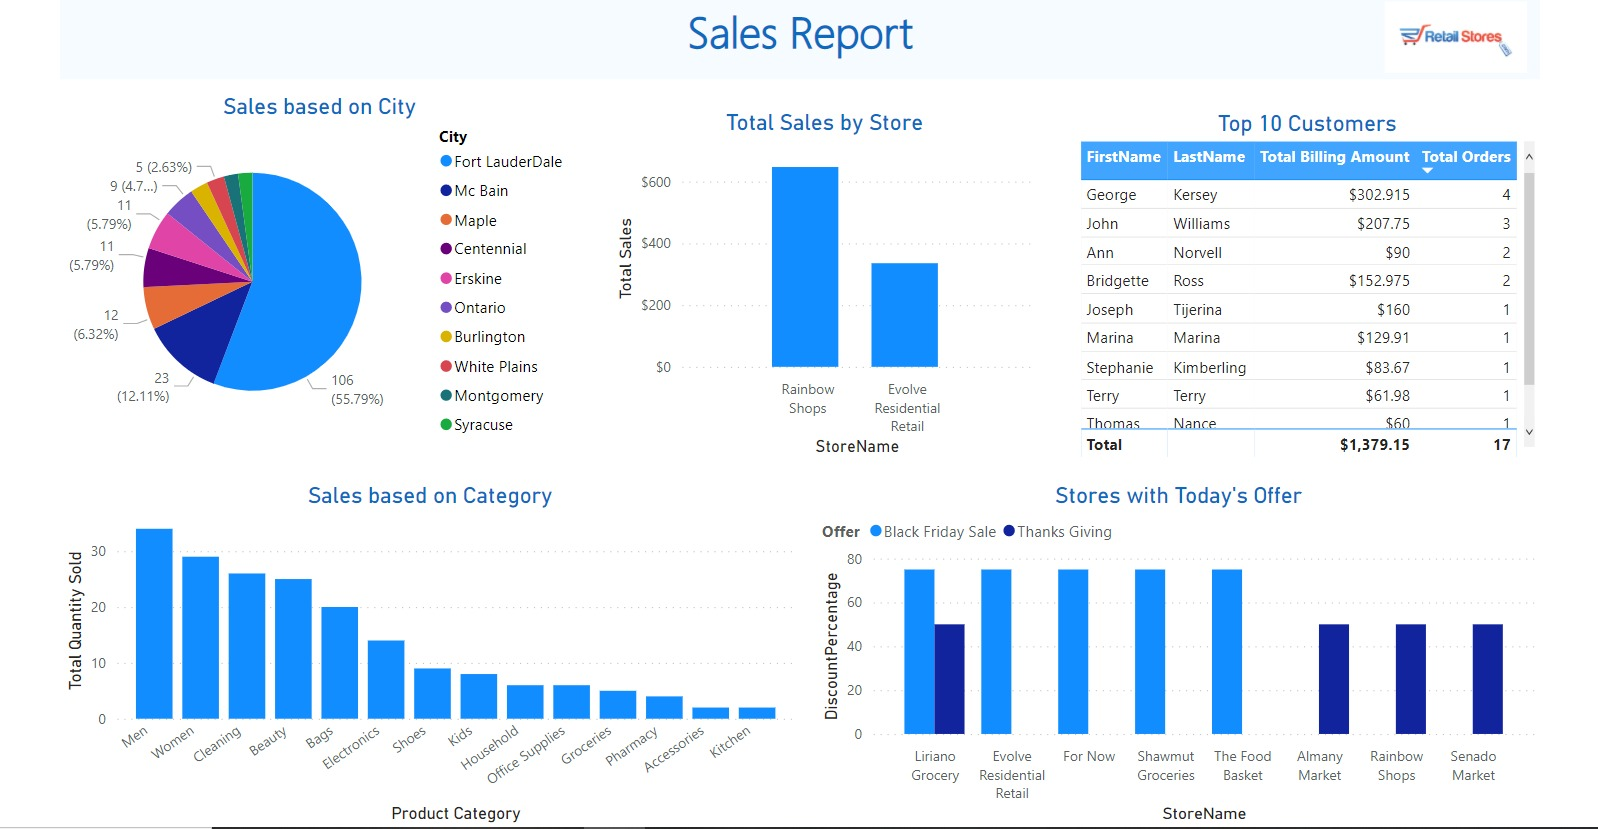 Sales Report
Retail Stores
Sales based on City
City
Fort LauderDale
Mc Bain
Maple
Centennial
Erskine
Ontario
Burlington
White Plains
Montgomery
Syracuse
5 (2.63%)
9 (4.7...)
11
(5.79%)
11
(5.79%)
12
(6.32%)
23
(12.11%)
106
(55.79%)
Total Sales by Store
Total Sales
$600
$400
$200
$0
Rainbow
Shops
Evolve
Residential
Retail
StoreName
Top 10 Customers
FirstName LastName Total Billing Amount Total Orders
George Kersey $302.915 4
John Williams $207.75 3
Ann Norvell $90 2
Bridgette Ross $152.975 2
Joseph Tijerina $160 1
Marina Marina $129.91 1
Stephanie Kimberling $83.67 1
Terry Terry $61.98 1
Thomas Nance $60 1
Total $1,379.15 17
Sales based on Category
Total Quantity Sold
30
20
10
0
Men
Women
Cleaning
Beauty
Bags
Electronics
Shoes
Kids
Household
Office Supplies
Groceries
Pharmacy
Accessories
Kitchen
Product Category
Stores with Today's Offer
Offer Black Friday Sale Thanks Giving
DiscountPercentage
80
60
40
20
0
Liriano
Grocery
Evolve
Residential
Retail
For Now
Shawmut
Groceries
The Food
Basket
Almany
Market
Rainbow
Shops
Senado
Market
StoreName